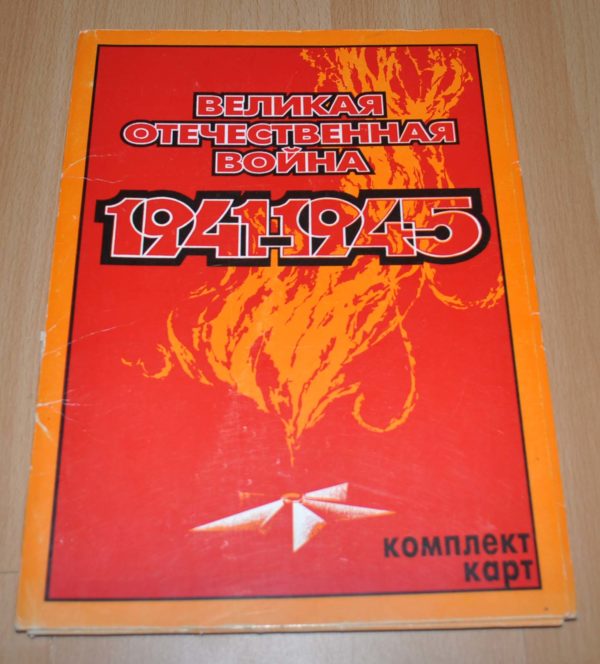 ВЕЛИКАЯ
ОТЕЧЕСТВЕННАЯ
ВОЙНА
1941-1945
комплект
карт